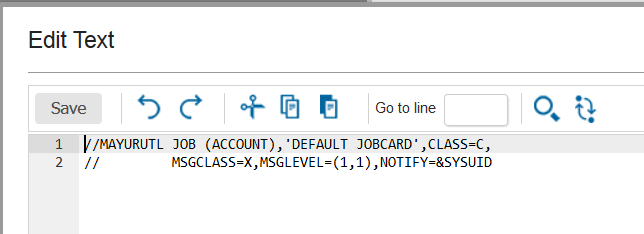 Edit Text
Save Go to line
1 //MAYURUTL JOB (ACCOUNT),'DEFAULT JOBCARD',CLASS=C,
2 //         MSGCLASS=X,MSGLEVEL=(1,1),NOTIFY=&SYSUID